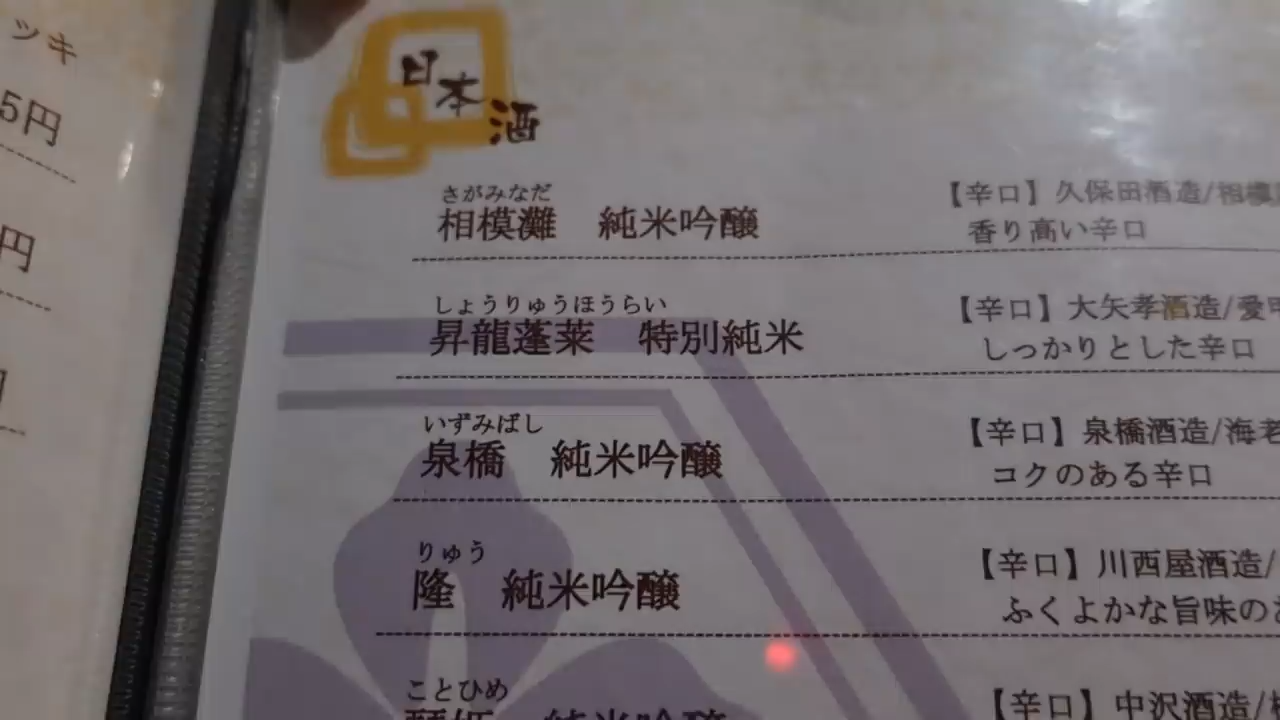 ツキ
5円
円
日本酒
さがみなだ
相模灘 純米吟醸
【辛口】久保田酒造/相模
香り高い辛口
しょうりゅうほうらい
昇龍蓬莱 特別純米
【辛口】大矢孝酒造/愛甲
しっかりとした辛口
いずみばし
泉橋 純米吟醸
【辛口】泉橋酒造/海老
コクのある辛口
りゅう
隆 純米吟醸
【辛口】川西屋酒造/
ふくよかな旨味の
ことひめ
純米吟醸
【辛口】中沢酒造/